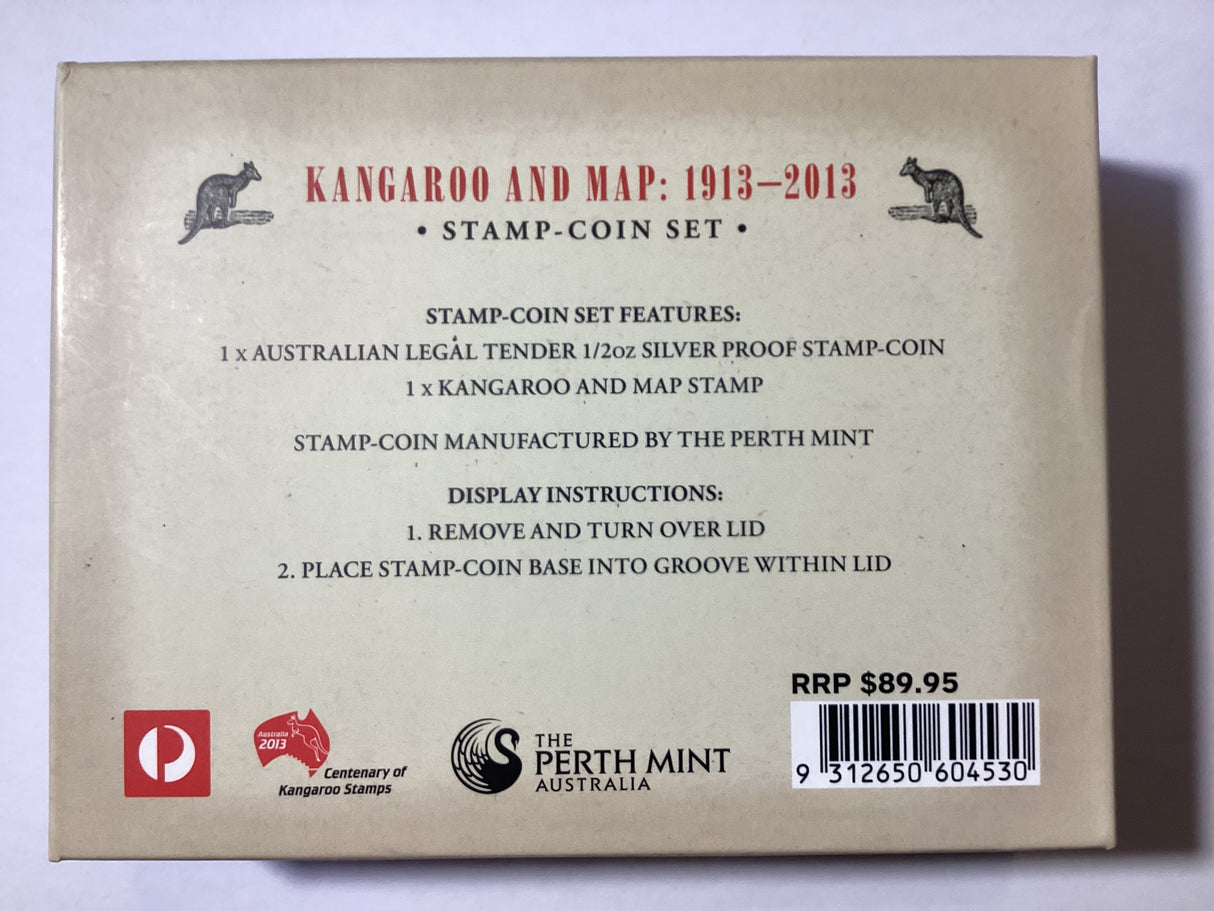 KANGAROO AND MAP: 1913–2013
• STAMP-COIN SET •
STAMP-COIN SET FEATURES:
1 x AUSTRALIAN LEGAL TENDER 1/2oz SILVER PROOF STAMP-COIN
1 x KANGAROO AND MAP STAMP
STAMP-COIN MANUFACTURED BY THE PERTH MINT
DISPLAY INSTRUCTIONS:
1. REMOVE AND TURN OVER LID
2. PLACE STAMP-COIN BASE INTO GROOVE WITHIN LID
Australia
2013
Centenary of
Kangaroo Stamps
THE
PERTH MINT
AUSTRALIA
RRP $89.95
9 312650 604530